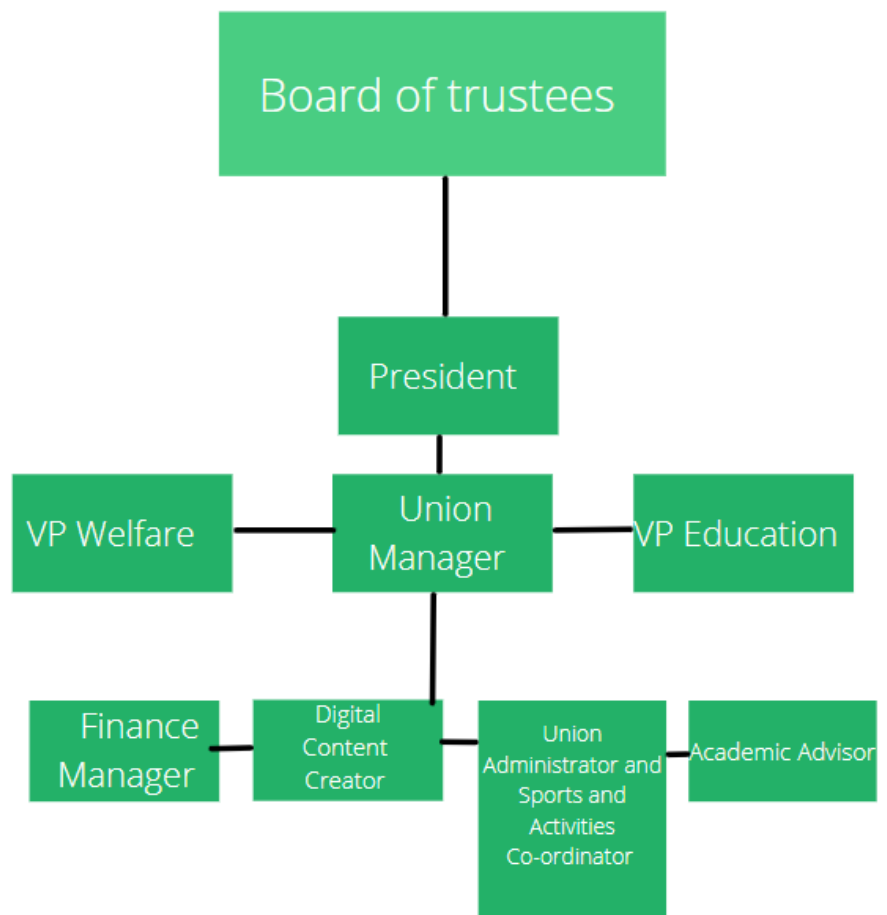 Board of trustees
President
VP Welfare
Union
Manager
VP Education
Finance
Manager
Digital
Content
Creator
Union
Administrator and
Sports and
Activities
Co-ordinator
Academic Advisor